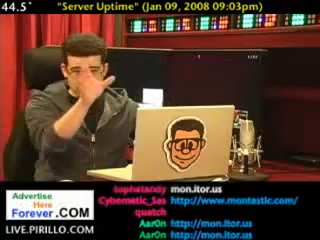 44.5°
"Server Uptime" (Jan 09, 2008 09:03pm)
Advertise
Here
Forever.COM
LIVE.PIRILLO.COM
sophatandy mon.itor.us
Cybernetic_Sas http://www.montastic.com/
quatch
Aar0n http://mon.itor.us
Aar0n http://mon.itor.us